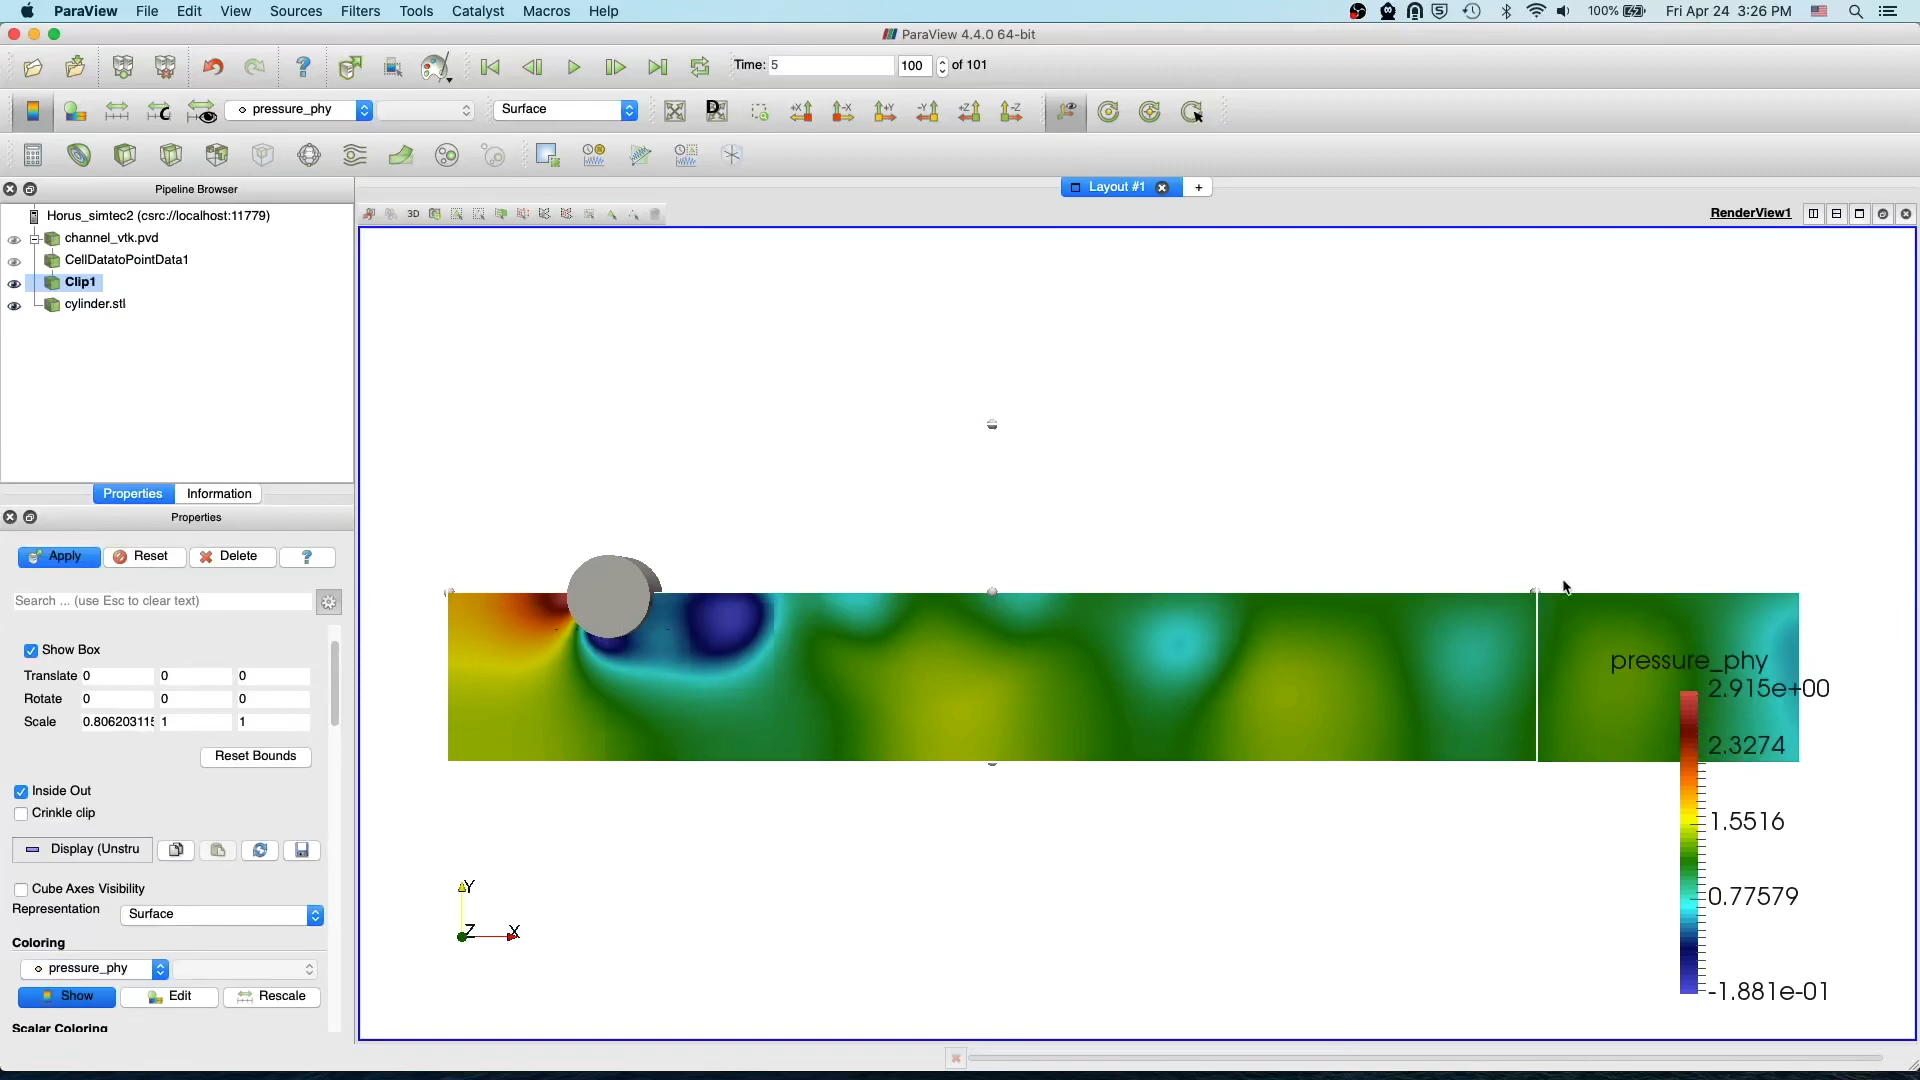 ParaView File Edit View Sources Filters Tools Catalyst Macros Help 100% Fri Apr 24 3:26 PM
ParaView 4.4.0 64-bit
Time: 5 100 of 101
pressure_phy Surface D +X -X +Y -Y +Z -Z
Pipeline Browser
Layout #1 +
Horus_simtec2 (csrc://localhost:11779)
3D RenderView1
channel_vtk.pvd
CellDatatoPointData1
Clip1
cylinder.stl
Properties Information
Properties
Apply Reset Delete ?
Search ... (use Esc to clear text)
Show Box
Translate 0 0 0
Rotate 0 0 0
Scale 0.806203115 1 1
Reset Bounds
Inside Out
Crinkle clip
Display (Unstru
Cube Axes Visibility
Representation Surface
Coloring
pressure_phy
Show Edit Rescale
Scalar Coloring
pressure_phy
2.915e+00
2.3274
1.5516
0.77579
-1.881e-01
Y
Z X